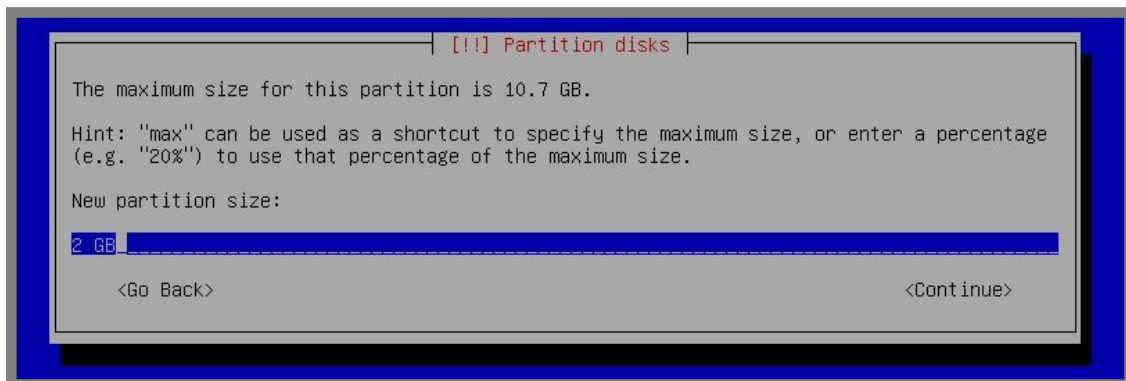 [!!] Partition disks
The maximum size for this partition is 10.7 GB.
Hint: "max" can be used as a shortcut to specify the maximum size, or enter a percentage
(e.g. "20%") to use that percentage of the maximum size.
New partition size:
2 GB
<Go Back> <Continue>